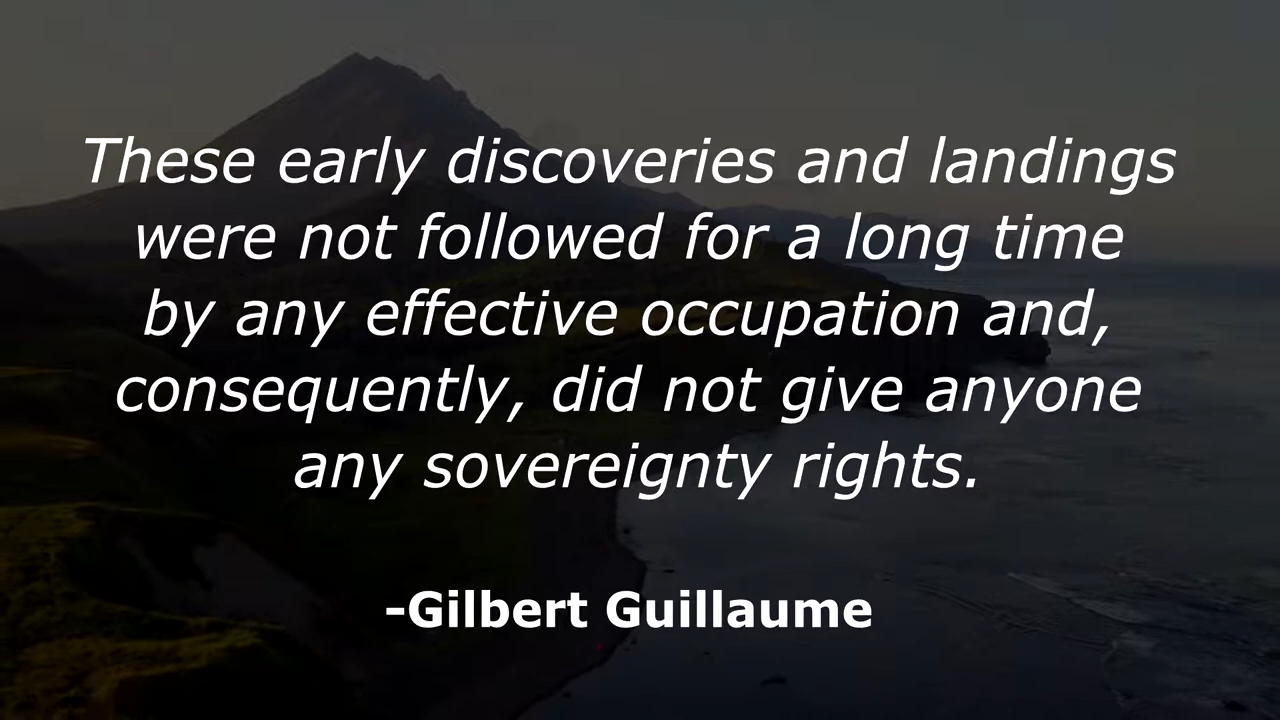 These early discoveries and landings
were not followed for a long time
by any effective occupation and,
consequently, did not give anyone
any sovereignty rights.
-Gilbert Guillaume